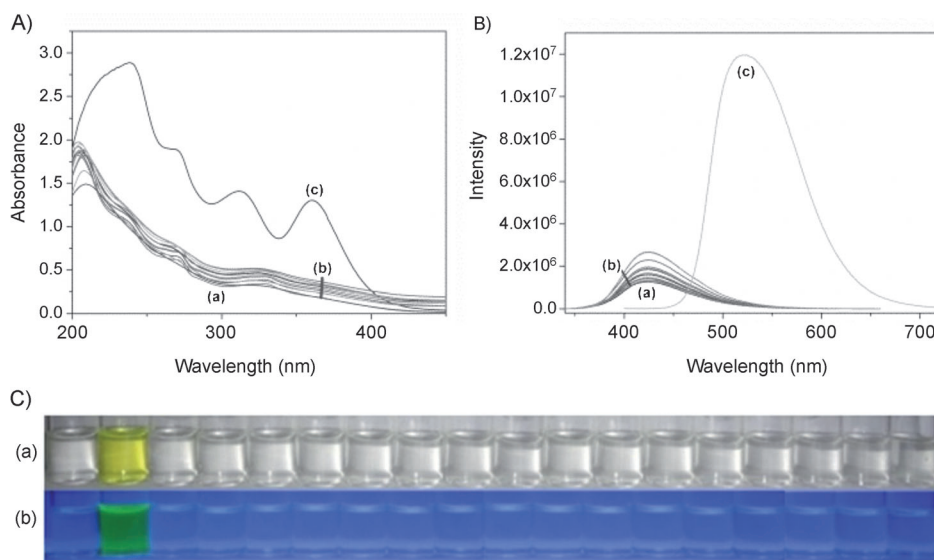 A)
3.0
2.5
2.0
1.5
1.0
0.5
0.0
Absorbance
200
300
400
Wavelength (nm)
(a)
(b)
(c)
B)
1.2x10⁷
1.0x10⁷
8.0x10⁶
6.0x10⁶
4.0x10⁶
2.0x10⁶
0.0
Intensity
400
500
600
700
Wavelength (nm)
(a)
(b)
(c)
C)
(a)
(b)